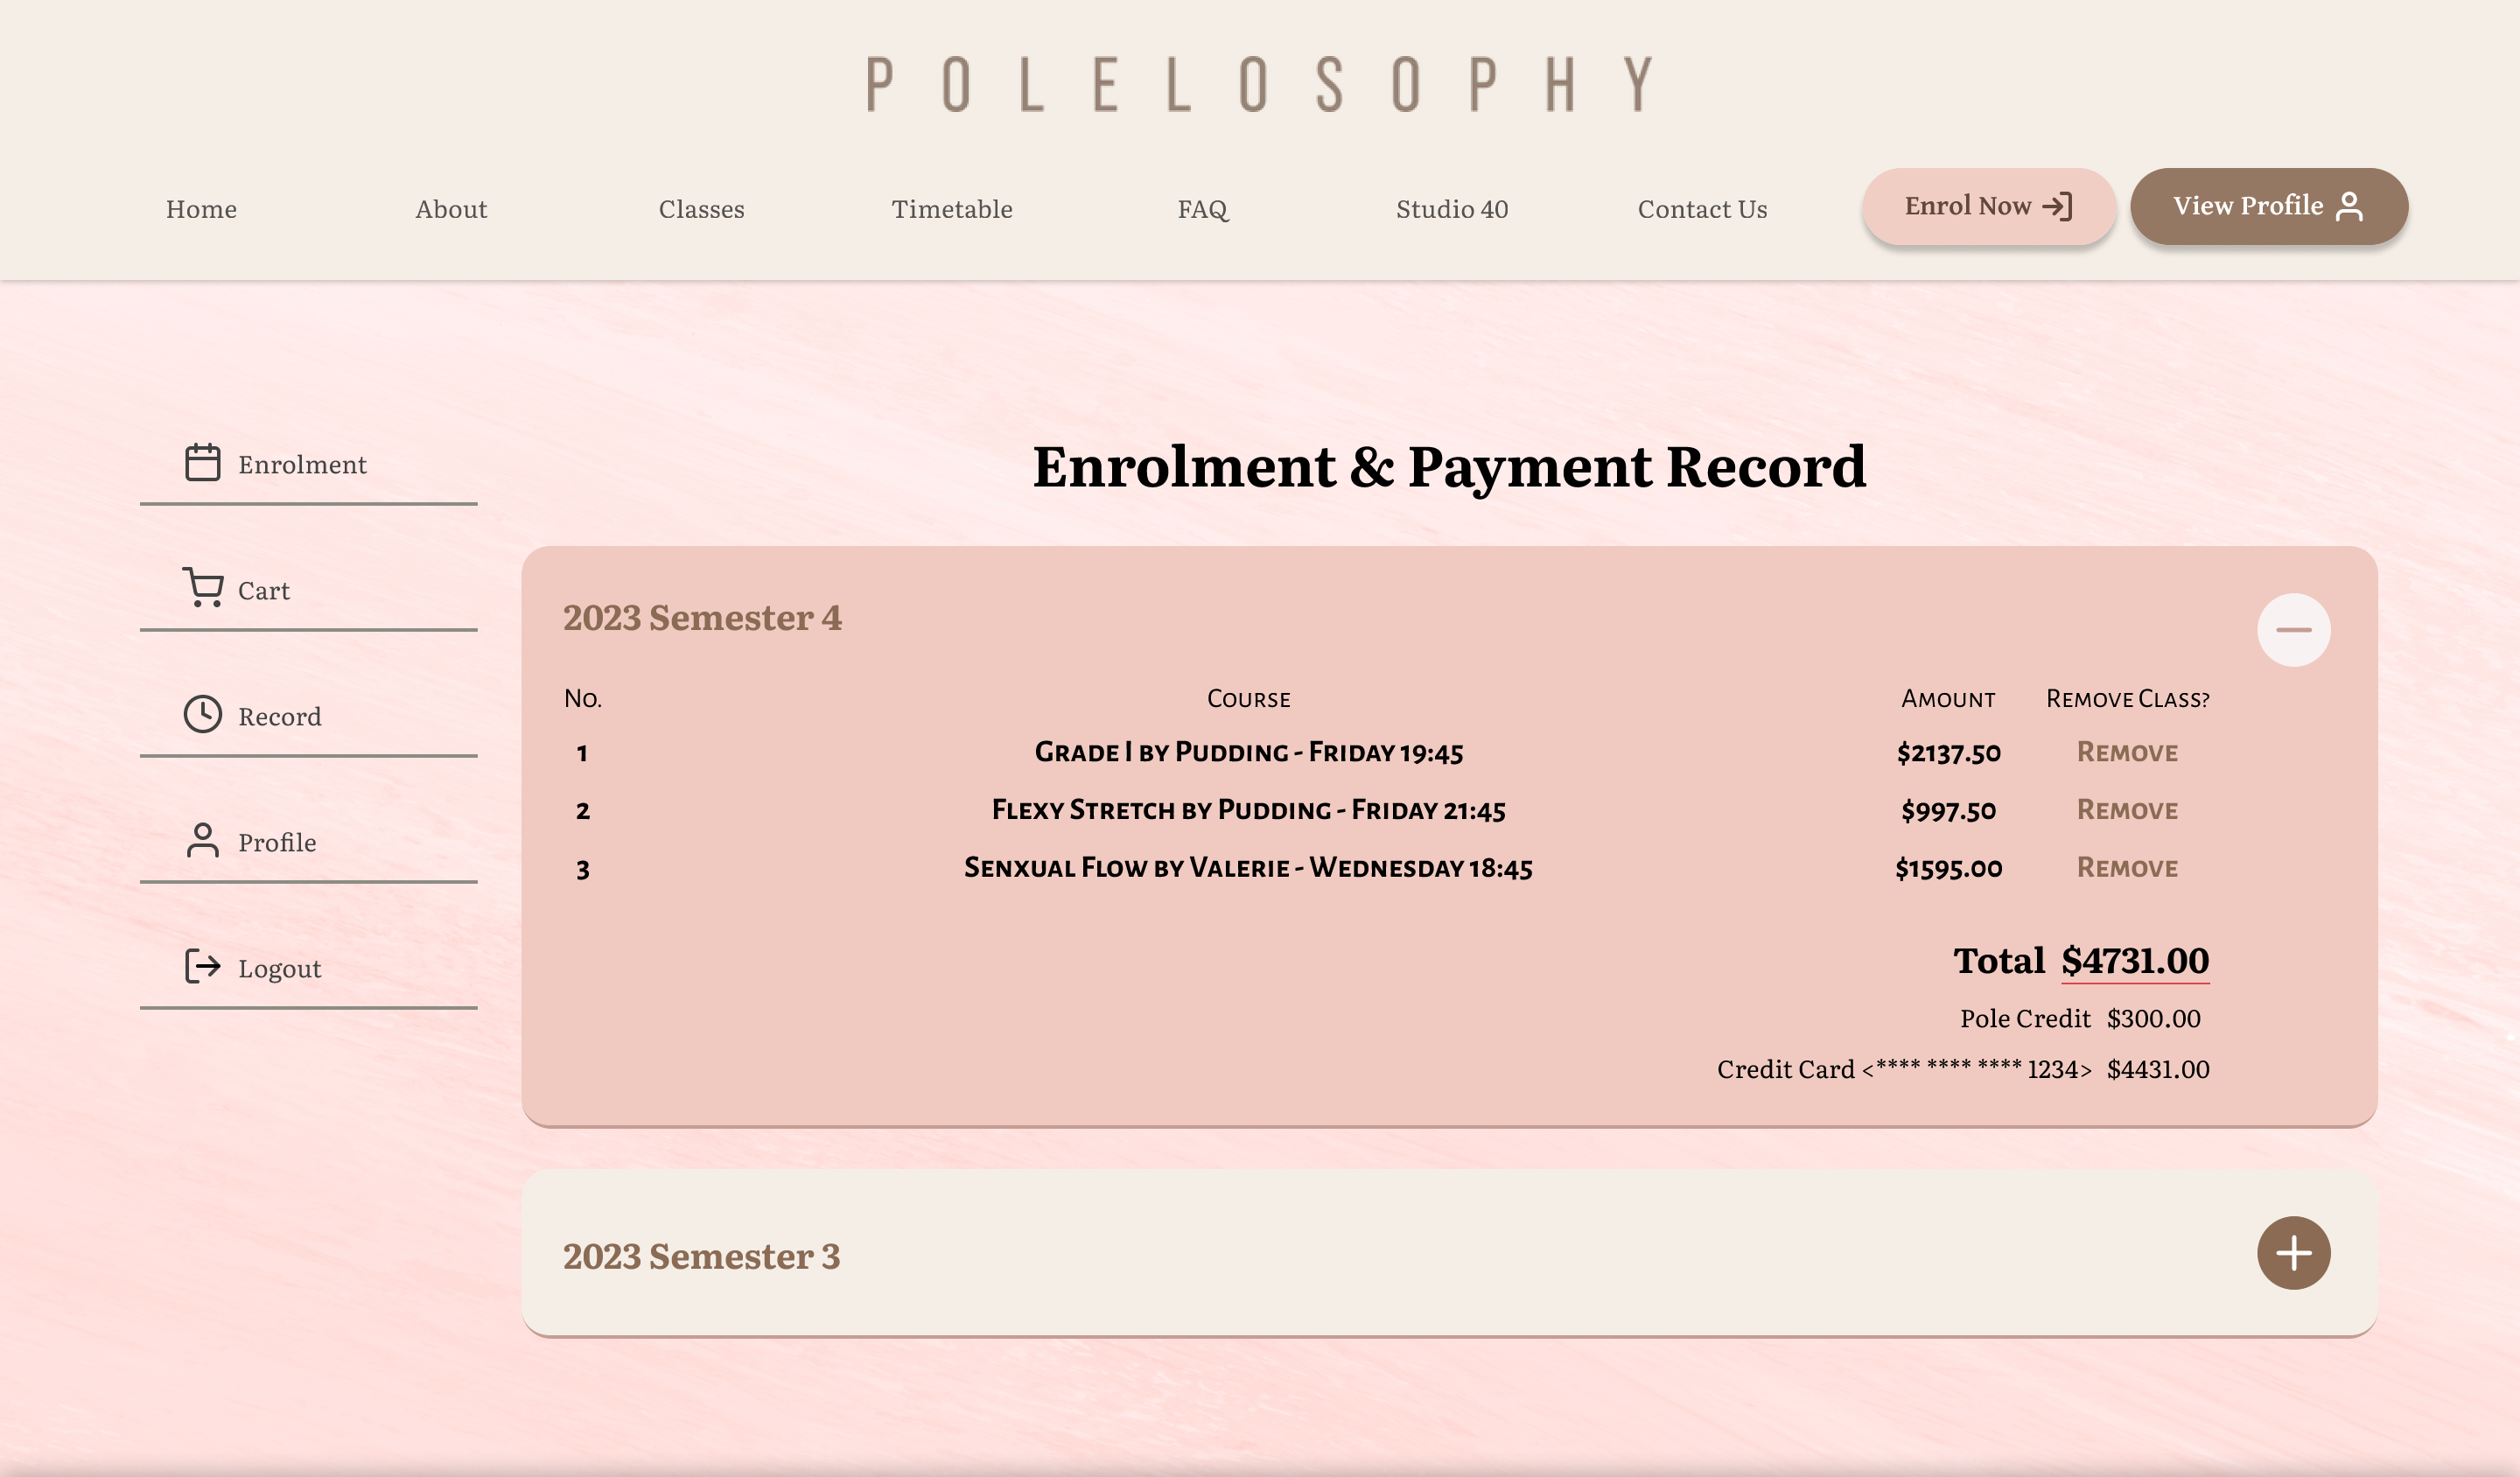 POLELOSOPHY
Home About Classes Timetable FAQ Studio 40 Contact Us Enrol Now View Profile
Enrolment
Cart
Record
Profile
Logout
Enrolment & Payment Record
2023 Semester 4
No. Course Amount Remove Class?
1 Grade I by Pudding - Friday 19:45 $2137.50 Remove
2 Flexy Stretch by Pudding - Friday 21:45 $997.50 Remove
3 Senxual Flow by Valerie - Wednesday 18:45 $1595.00 Remove
Total $4731.00
Pole Credit $300.00
Credit Card <**** **** **** 1234> $4431.00
2023 Semester 3